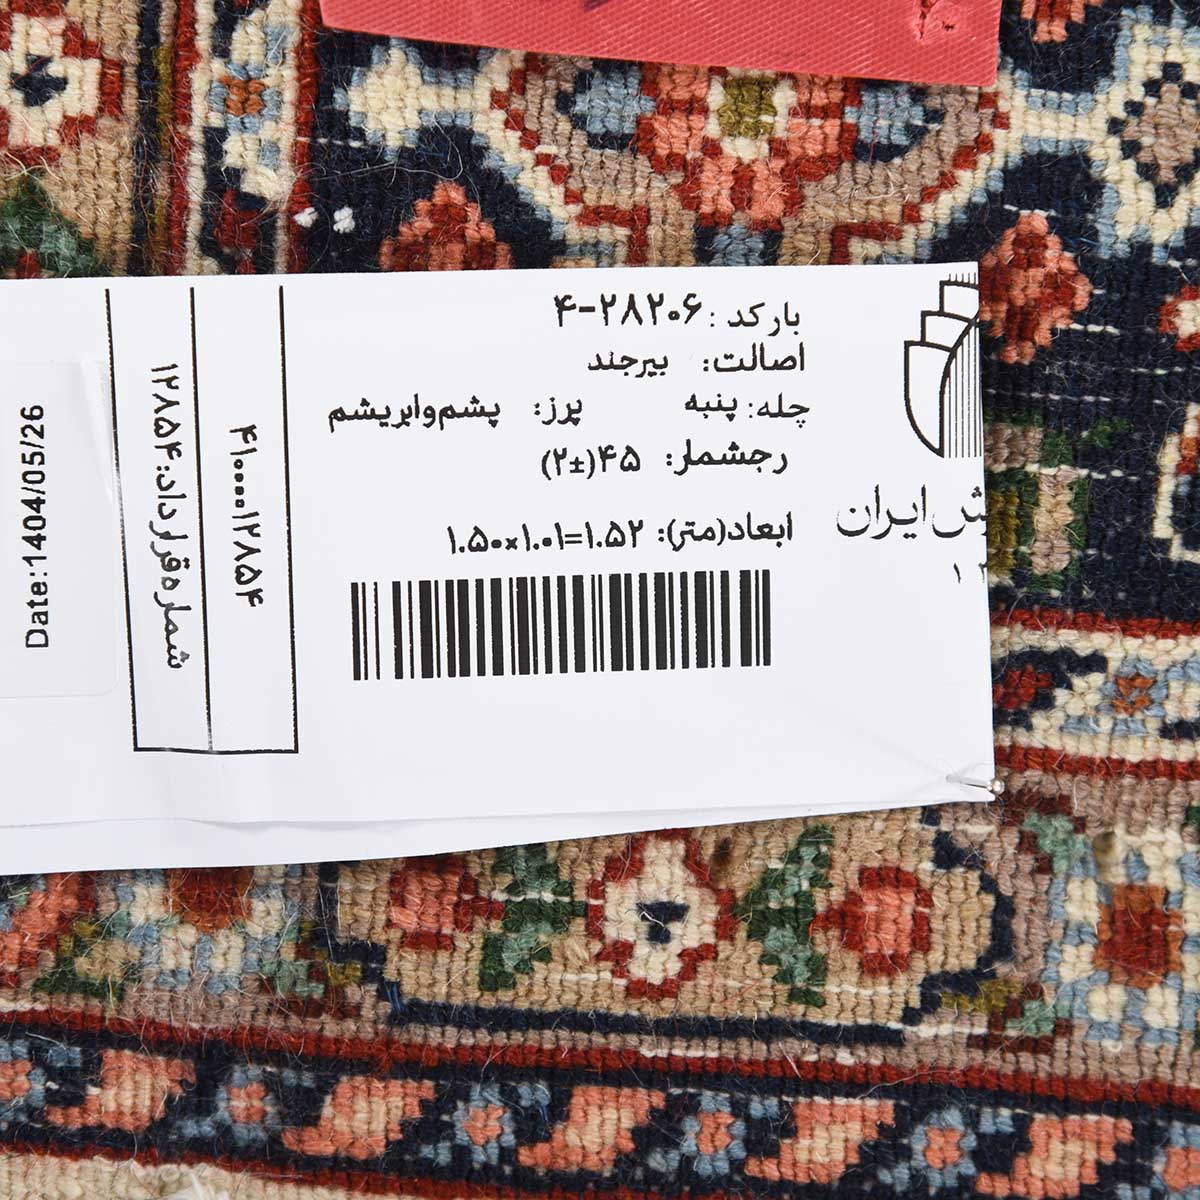 بارکد : ۲۸۲۰۶-۴
اصالت: بیرجند
چله: پنبه پرز: پشم‌وابریشم
رجشمار: ۴۵(±۲)
ابعاد(متر): ۱.۵۰×۱.۰۱=۱.۵۲
ایران
۴۱۰۰۰۰۱۲۸۵۴
شماره قرارداد: ۱۲۸۵۴
Date:1404/05/26